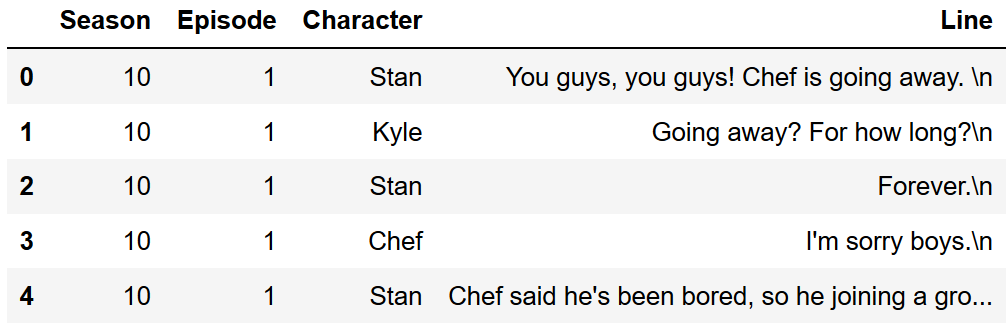 Season Episode Character Line
0 10 1 Stan You guys, you guys! Chef is going away. \n
1 10 1 Kyle Going away? For how long?\n
2 10 1 Stan Forever.\n
3 10 1 Chef I'm sorry boys.\n
4 10 1 Stan Chef said he's been bored, so he joining a gro...